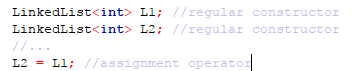 LinkedList<int> L1; //regular constructor
LinkedList<int> L2; //regular constructor
//...
L2 = L1; //assignment operator